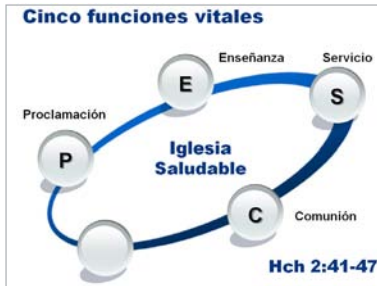 Cinco funciones vitales
Enseñanza
Servicio
E
S
Proclamación
P
Iglesia
Saludable
C
Comunión
Hch 2:41-47